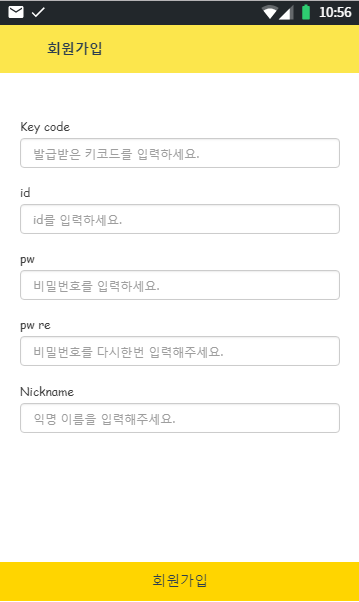 10:56
회원가입
Key code
발급받은 키코드를 입력하세요.
id
id를 입력하세요.
pw
비밀번호를 입력하세요.
pw re
비밀번호를 다시한번 입력해주세요.
Nickname
익명 이름을 입력해주세요.
회원가입